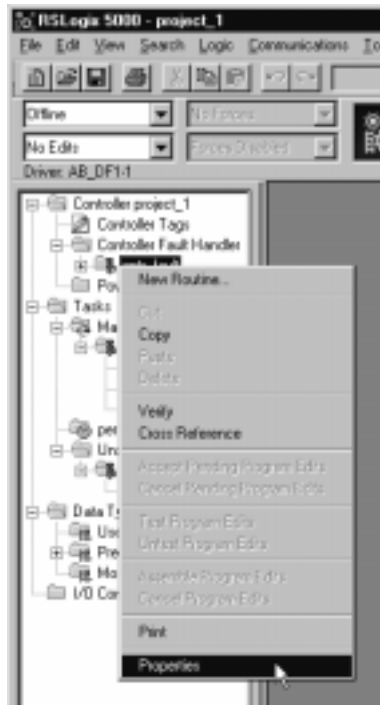 RSLogix 5000 - project_1
File Edit View Search Logic Communications
Offline
No Forces
No Edits
Forces Disabled
Driver: AB_DF1-1
Controller project_1
Controller Tags
Controller Fault Handler
Tasks
Data Ty
New Routine...
Cut
Copy
Paste
Delete
Verify
Cross Reference
Accept Pending Program Edits
Cancel Pending Program Edits
Test Program Edits
Untest Program Edits
Assemble Program Edits
Cancel Program Edits
Print
Properties